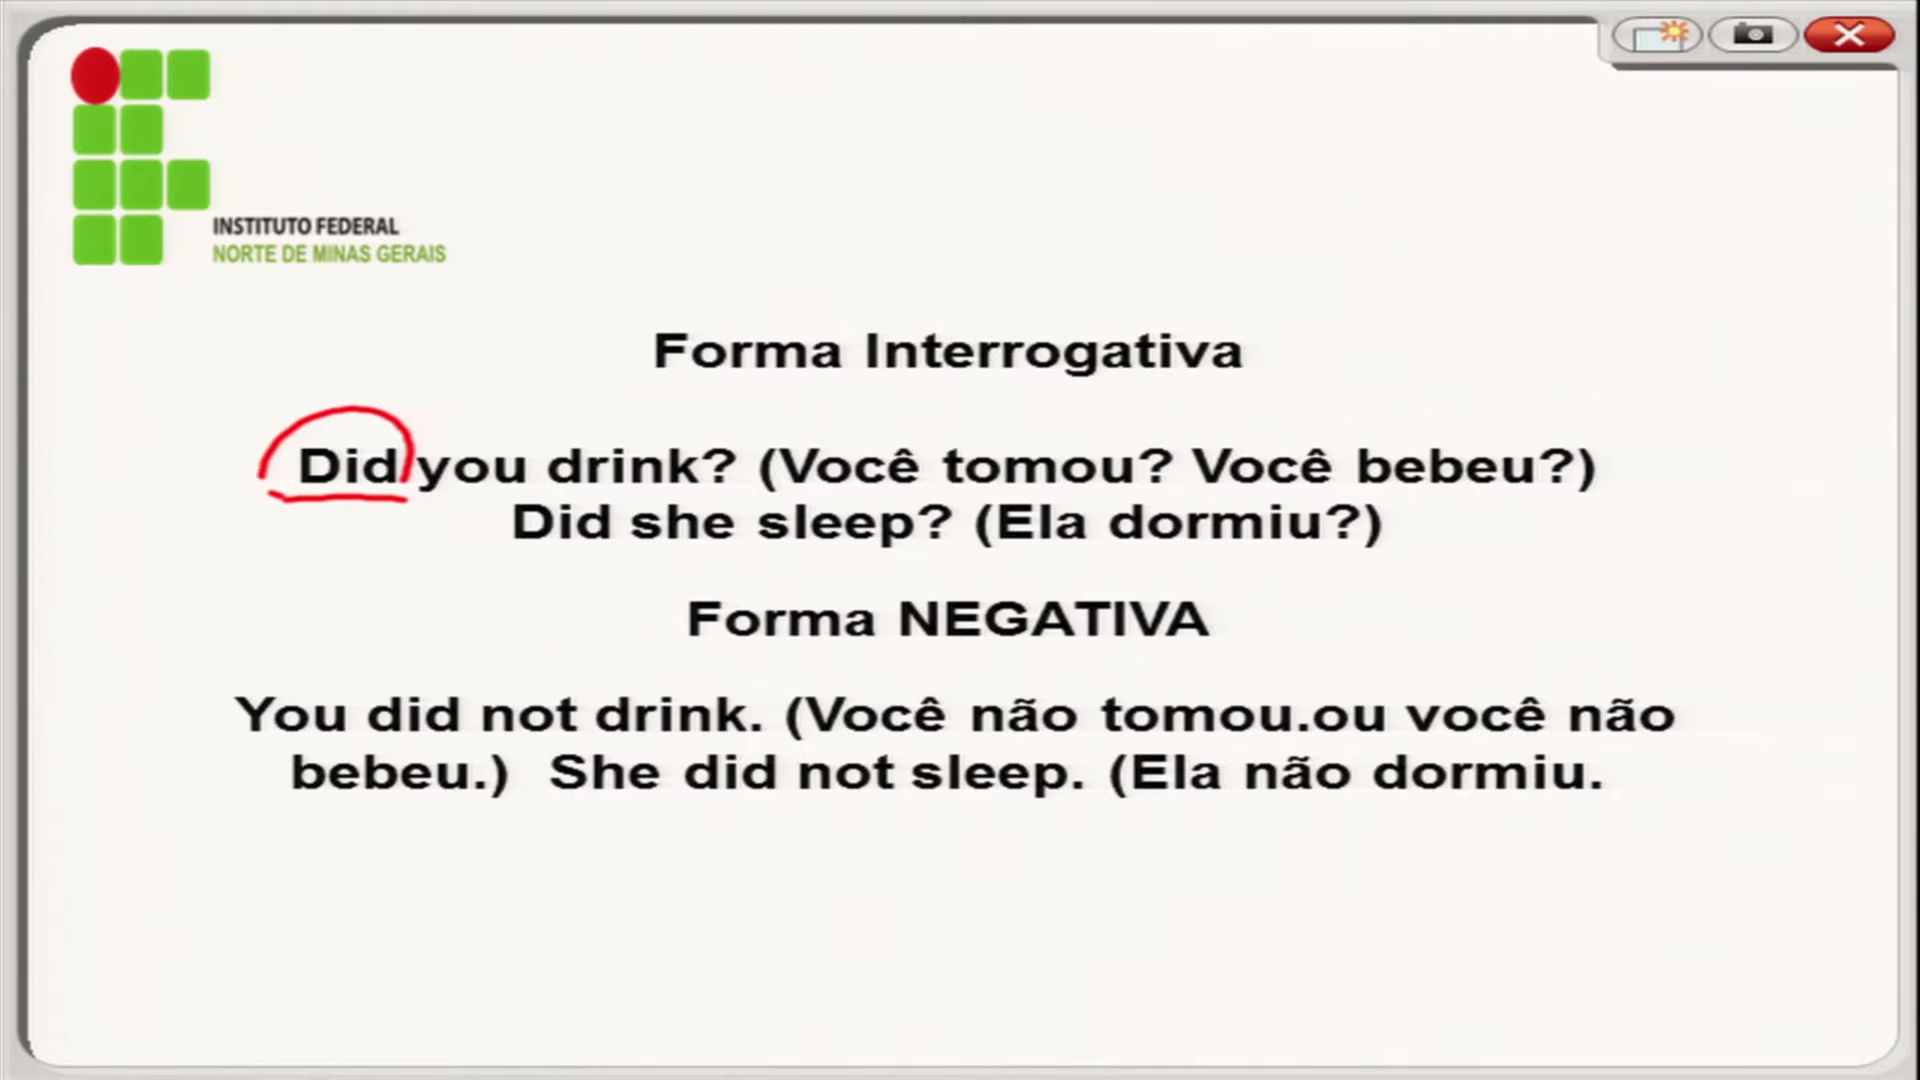 INSTITUTO FEDERAL
NORTE DE MINAS GERAIS
Forma Interrogativa
Did you drink? (Você tomou? Você bebeu?)
Did she sleep? (Ela dormiu?)
Forma NEGATIVA
You did not drink. (Você não tomou.ou você não
bebeu.) She did not sleep. (Ela não dormiu.